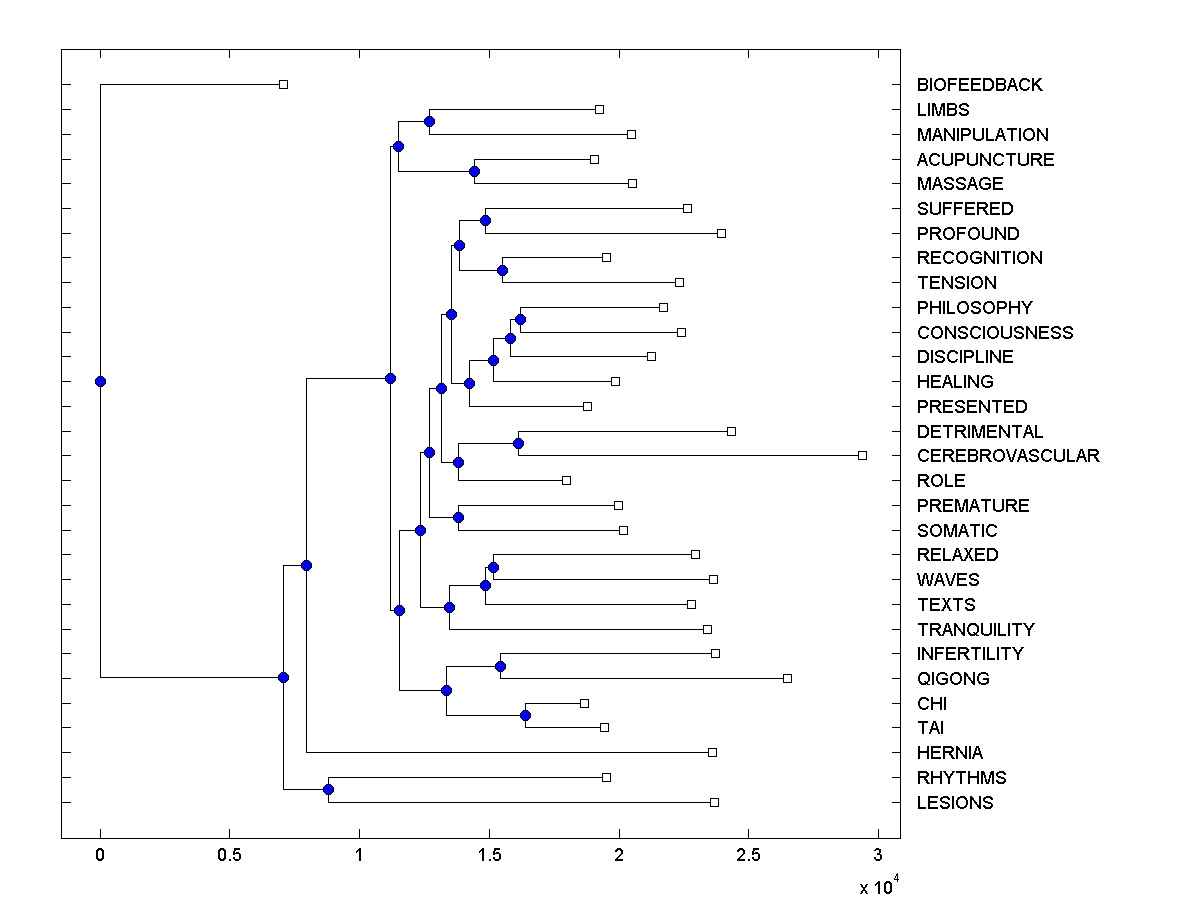 BIOFEEDBACK
LIMBS
MANIPULATION
ACUPUNCTURE
MASSAGE
SUFFERED
PROFOUND
RECOGNITION
TENSION
PHILOSOPHY
CONSCIOUSNESS
DISCIPLINE
HEALING
PRESENTED
DETRIMENTAL
CEREBROVASCULAR
ROLE
PREMATURE
SOMATIC
RELAXED
WAVES
TEXTS
TRANQUILITY
INFERTILITY
QIGONG
CHI
TAI
HERNIA
RHYTHMS
LESIONS
0 0.5 1 1.5 2 2.5 3
x 10^4